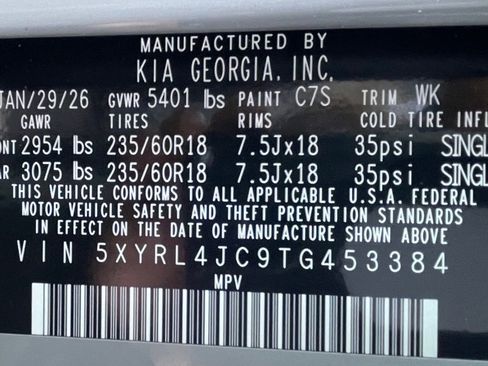 MANUFACTURED BY
KIA GEORGIA, INC.
JAN/29/26 GVWR 5401 lbs PAINT C7S TRIM WK
GAWR TIRES RIMS COLD TIRE INFL
NT 2954 lbs 235/60R18 7.5Jx18 35psi SINGL
AR 3075 lbs 235/60R18 7.5Jx18 35psi SINGL
THIS VEHICLE CONFORMS TO ALL APPLICABLE U.S.A. FEDERAL
MOTOR VEHICLE SAFETY AND THEFT PREVENTION STANDARDS
IN EFFECT ON THE DATE OF MANUFACTURE SHOWN ABOVE
VIN 5XYRL4JC9TG453384
MPV